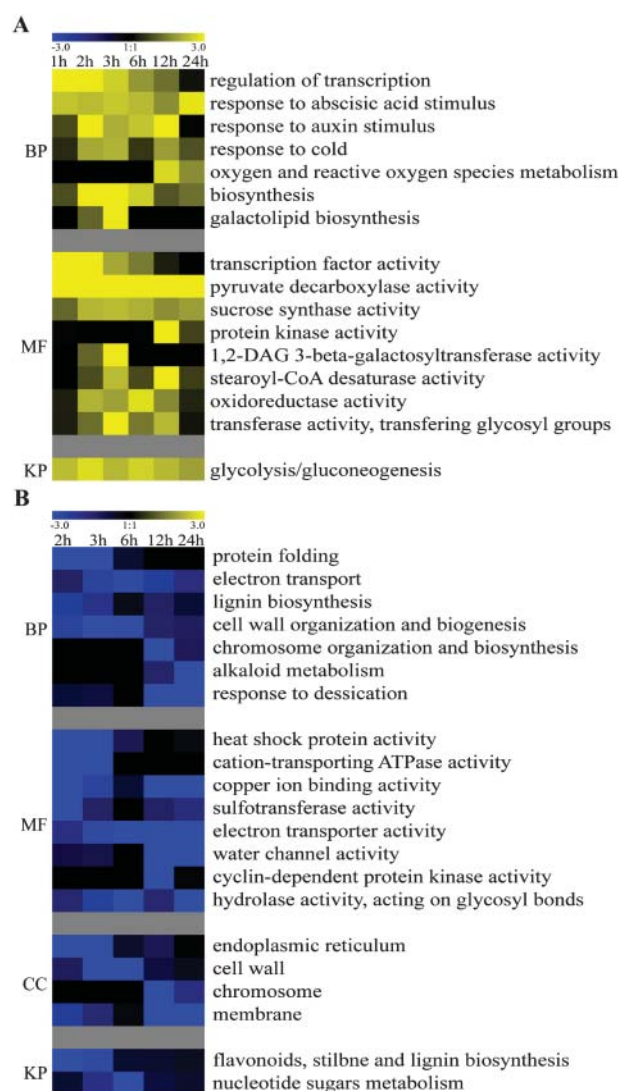 A
-3.0 1:1 3.0
1h 2h 3h 6h 12h 24h
BP
regulation of transcription
response to abscisic acid stimulus
response to auxin stimulus
response to cold
oxygen and reactive oxygen species metabolism
biosynthesis
galactolipid biosynthesis
MF
transcription factor activity
pyruvate decarboxylase activity
sucrose synthase activity
protein kinase activity
1,2-DAG 3-beta-galactosyltransferase activity
stearoyl-CoA desaturase activity
oxidoreductase activity
transferase activity, transfering glycosyl groups
KP
glycolysis/gluconeogenesis
B
-3.0 1:1 3.0
2h 3h 6h 12h 24h
BP
protein folding
electron transport
lignin biosynthesis
cell wall organization and biogenesis
chromosome organization and biosynthesis
alkaloid metabolism
response to dessication
MF
heat shock protein activity
cation-transporting ATPase activity
copper ion binding activity
sulfotransferase activity
electron transporter activity
water channel activity
cyclin-dependent protein kinase activity
hydrolase activity, acting on glycosyl bonds
CC
endoplasmic reticulum
cell wall
chromosome
membrane
KP
flavonoids, stilbne and lignin biosynthesis
nucleotide sugars metabolism